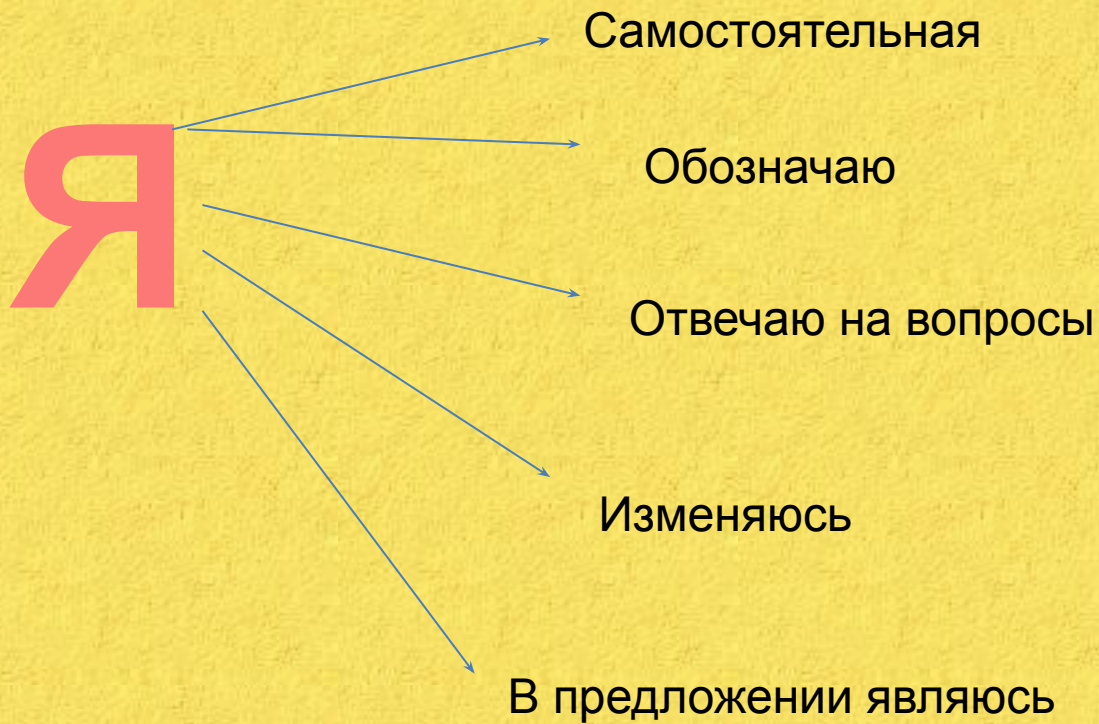 Самостоятельная
Я
Обозначаю
Отвечаю на вопросы
Изменяюсь
В предложении являюсь